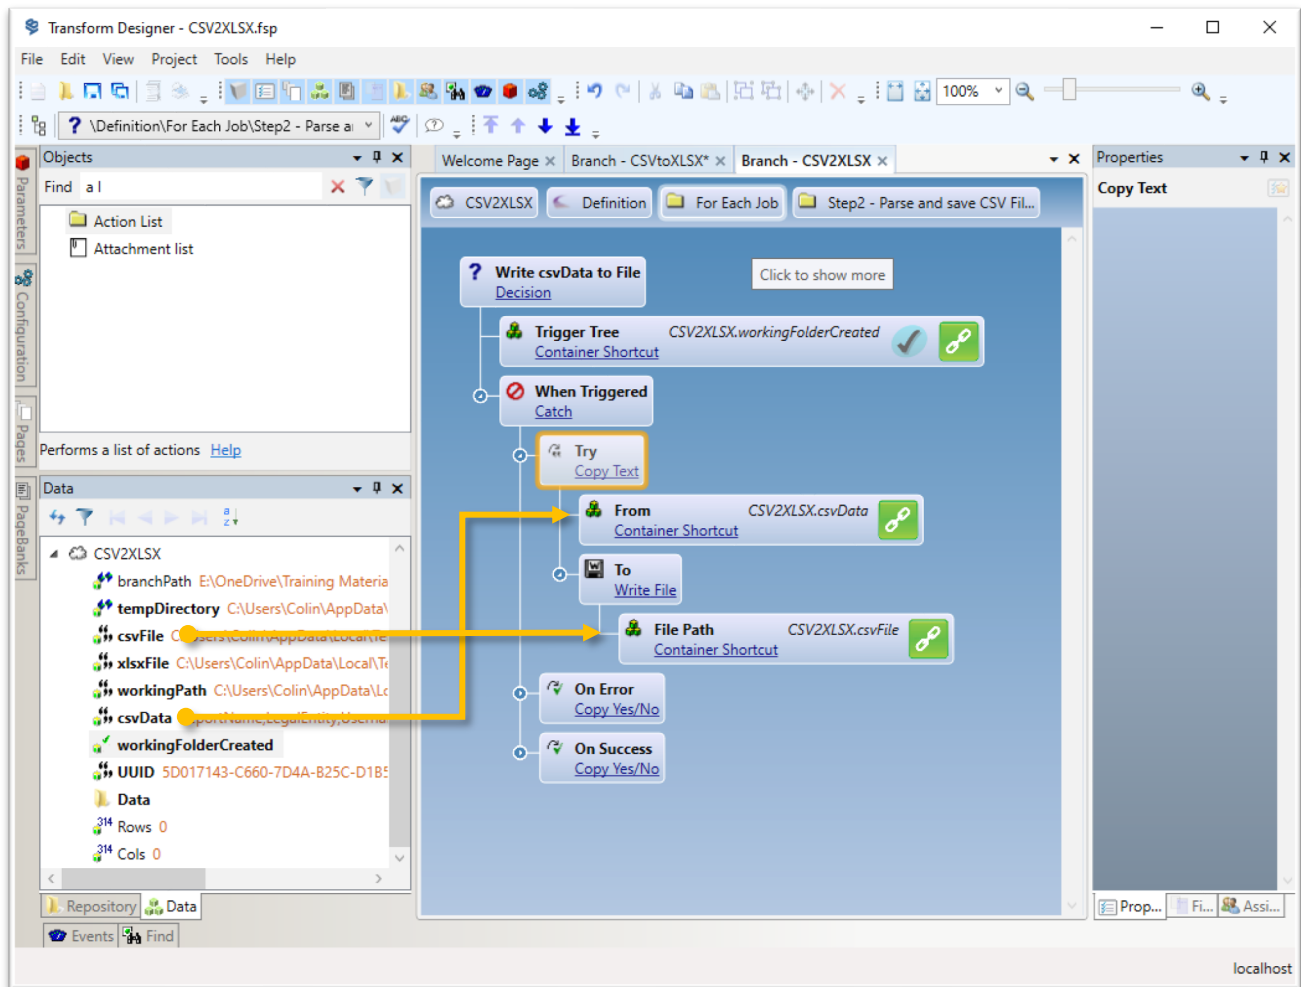 Transform Designer - CSV2XLSX.fsp
File Edit View Project Tools Help
100%
\Definition\For Each Job\Step2 - Parse a
ABC
Objects
Welcome Page
Branch - CSVtoXLSX*
Branch - CSV2XLSX
Properties
Find a l
CSV2XLSX
Definition
For Each Job
Step2 - Parse and save CSV Fil...
Copy Text
Parameters
Configuration
Pages
PageBanks
Action List
Attachment list
Performs a list of actions Help
Write csvData to File
Decision
Click to show more
Trigger Tree CSV2XLSX.workingFolderCreated
Container Shortcut
When Triggered
Catch
Try
Copy Text
From CSV2XLSX.csvData
Container Shortcut
To
Write File
File Path CSV2XLSX.csvFile
Container Shortcut
On Error
Copy Yes/No
On Success
Copy Yes/No
Data
CSV2XLSX
branchPath E:\OneDrive\Training Materia
tempDirectory C:\Users\Colin\AppData\
csvFile
xlsxFile C:\Users\Colin\AppData\Local\Te
workingPath C:\Users\Colin\AppData\Lo
csvData
workingFolderCreated
UUID 5D017143-C660-7D4A-B25C-D1B5
Data
314 Rows 0
314 Cols 0
Repository
Data
Events
Find
Prop...
Fi...
Assi...
localhost